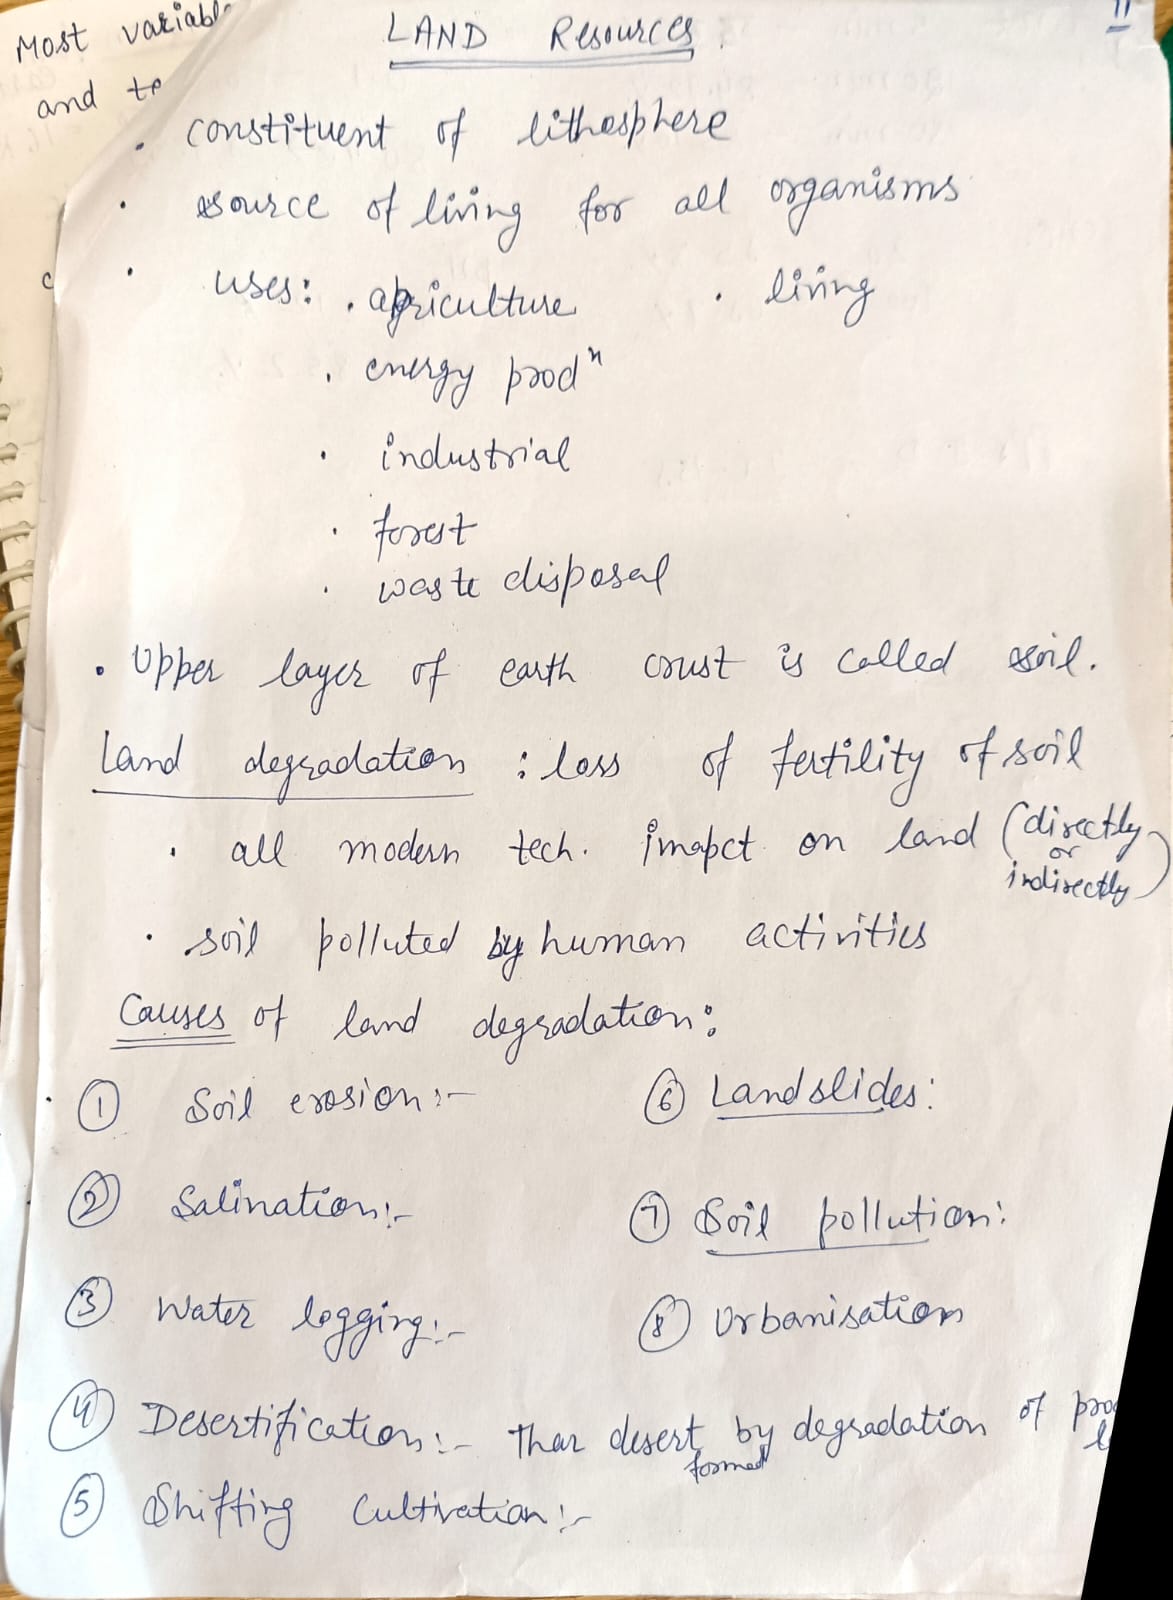 Most variabl
and te
11
LAND Resources.
• constituent of lithosphere
• source of living for all organisms
• uses: • agriculture • living
• energy prodⁿ
• industrial
• forest
• waste disposal
• Upper layer of earth crust is called soil.
Land degradation : loss of fertility of soil
• all modern tech. imapct on land (directly or indirectly)
• soil polluted by human activities
Causes of land degradation:
① Soil erosion:- ⑥ Landslides:
② Salination:- ⑦ Soil pollution:
③ Water logging:- ⑧ Urbanisation
④ Desertification:- Thar desert formed by degradation of pro
⑤ Shifting Cultivation:-